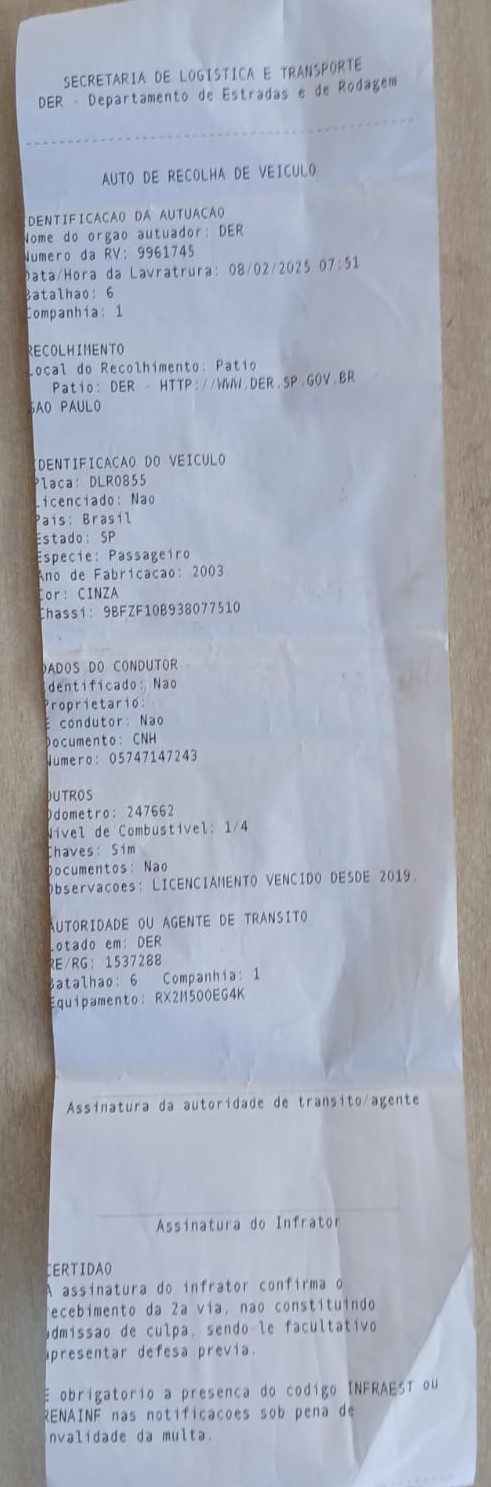 SECRETARIA DE LOGISTICA E TRANSPORTE
DER - Departamento de Estradas e de Rodagem
AUTO DE RECOLHA DE VEICULO
IDENTIFICACAO DA AUTUACAO
Nome do orgao autuador: DER
Numero da RV: 9961745
Data/Hora da Lavratrura: 08/02/2025 07:51
Batalhao: 6
Companhia: 1
RECOLHIMENTO
Local do Recolhimento: Patio
Patio: DER - HTTP://WWW.DER.SP.GOV.BR
SAO PAULO
IDENTIFICACAO DO VEICULO
Placa: DLR0855
Licenciado: Nao
Pais: Brasil
Estado: SP
Especie: Passageiro
Ano de Fabricacao: 2003
Cor: CINZA
Chassi: 9BFZF10B938077510
DADOS DO CONDUTOR
Identificado: Nao
Proprietario:
E condutor: Nao
Documento: CNH
Numero: 05747147243
OUTROS
Odometro: 247662
Nivel de Combustivel: 1/4
Chaves: Sim
Documentos: Nao
Observacoes: LICENCIAMENTO VENCIDO DESDE 2019.
AUTORIDADE OU AGENTE DE TRANSITO
Lotado em: DER
RE/RG: 1537288
Batalhao: 6 Companhia: 1
Equipamento: RX2M500EG4K
Assinatura da autoridade de transito/agente
Assinatura do Infrator
CERTIDAO
A assinatura do infrator confirma o
recebimento da 2a via, nao constituindo
admissao de culpa, sendo le facultativo
apresentar defesa previa.
E obrigatorio a presenca do codigo INFRAEST ou
RENAINF nas notificacoes sob pena de
invalidade da multa.